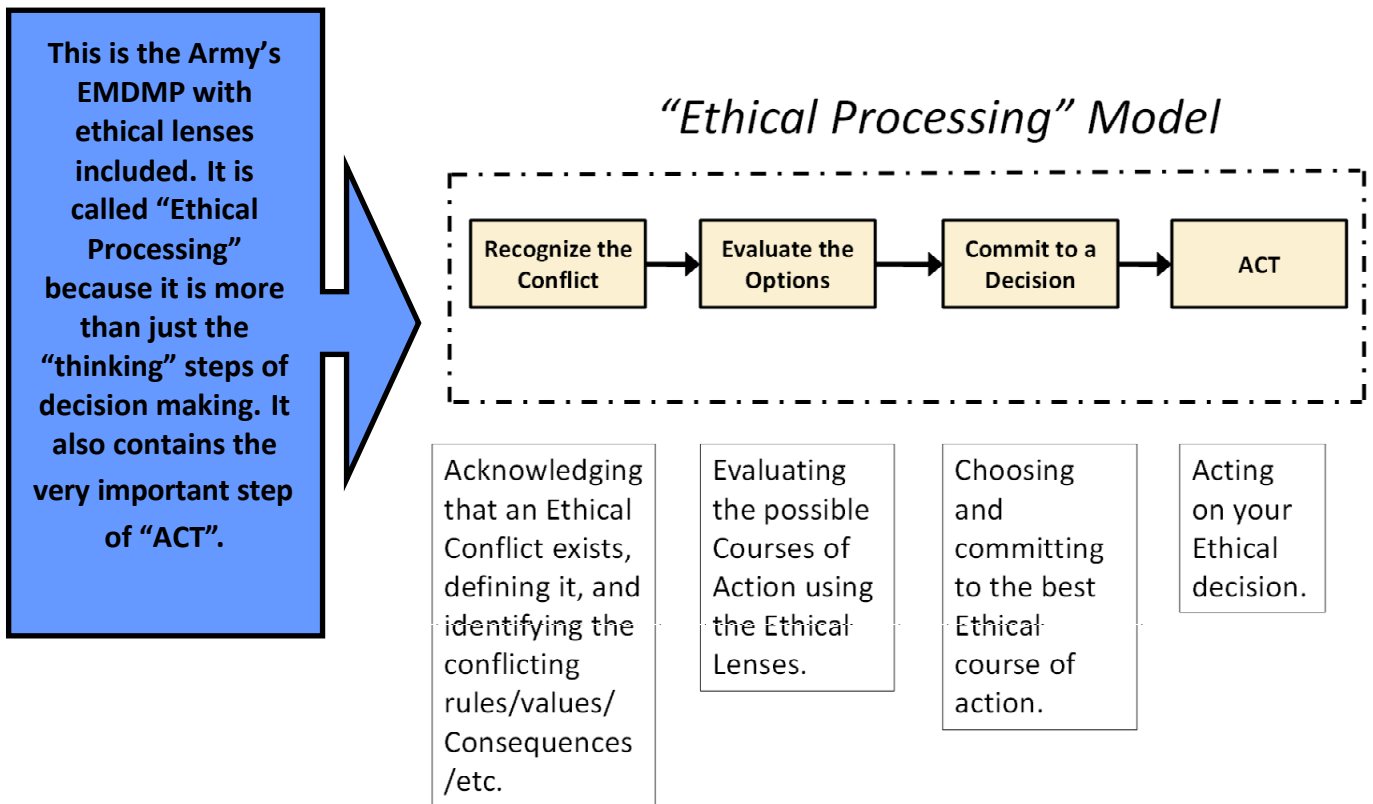 This is the Army’s
EMDMP with
ethical lenses
included. It is
called “Ethical
Processing”
because it is more
than just the
“thinking” steps of
decision making. It
also contains the
very important step
of “ACT”.
“Ethical Processing” Model
Recognize the
Conflict
Evaluate the
Options
Commit to a
Decision
ACT
Acknowledging
that an Ethical
Conflict exists,
defining it, and
identifying the
conflicting
rules/values/
Consequences
/etc.
Evaluating
the possible
Courses of
Action using
the Ethical
Lenses.
Choosing
and
committing
to the best
Ethical
course of
action.
Acting
on your
Ethical
decision.